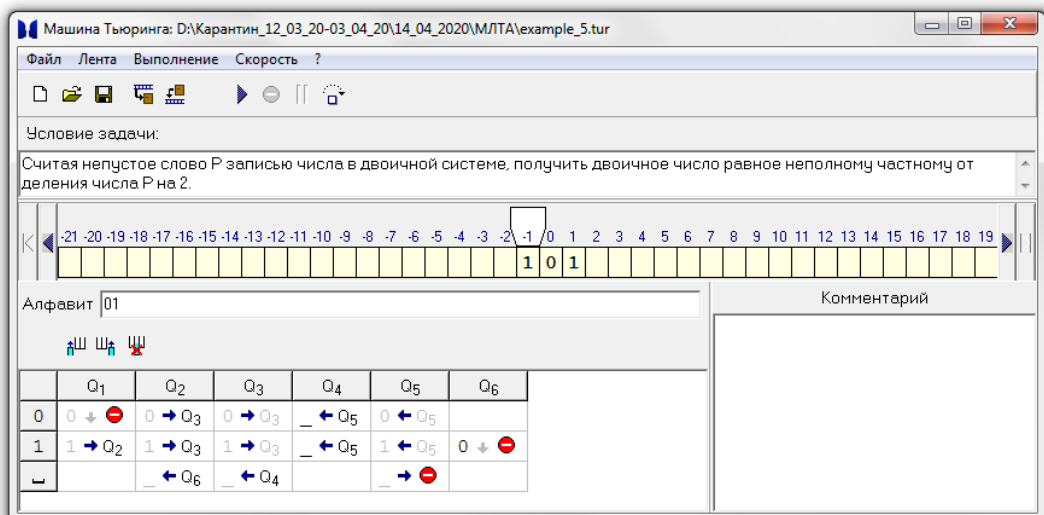 Машина Тьюринга: D:\Карантин_12_03_20-03_04_20\14_04_2020\МЛТА\example_5.tur
Файл Лента Выполнение Скорость ?
Условие задачи:
Считая непустое слово P записью числа в двоичной системе, получить двоичное число равное неполному частному от
деления числа P на 2.
-21 -20 -19 -18 -17 -16 -15 -14 -13 -12 -11 -10 -9 -8 -7 -6 -5 -4 -3 -2 -1 0 1 2 3 4 5 6 7 8 9 10 11 12 13 14 15 16 17 18 19
1 0 1
Алфавит 01
Комментарий
Q1 Q2 Q3 Q4 Q5 Q6
0 0 ↓ 0 → Q3 0 → Q3 _ ← Q5 0 ← Q5
1 1 → Q2 1 → Q3 1 → Q3 _ ← Q5 1 ← Q5 0 ↓
␣ _ ← Q6 _ ← Q4 _ →